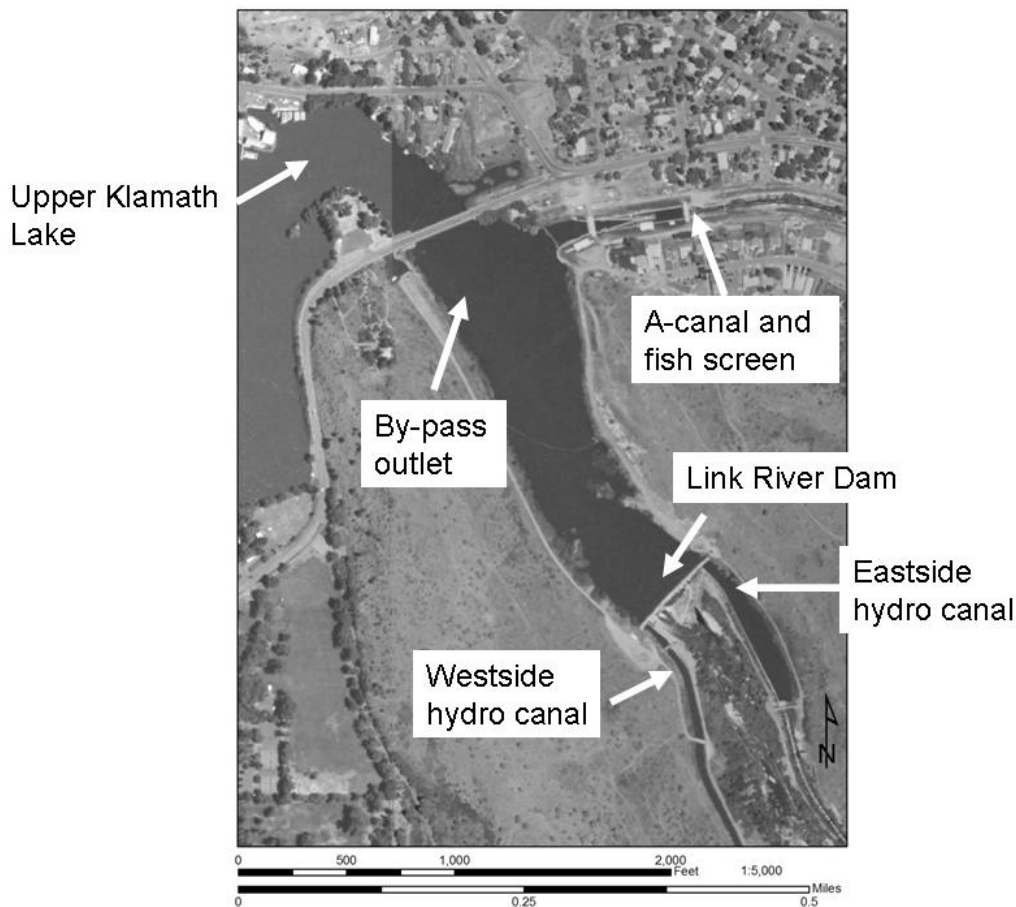 Upper Klamath
Lake
A-canal and
fish screen
By-pass
outlet
Link River Dam
Eastside
hydro canal
Westside
hydro canal
N
0 500 1,000 2,000
Feet 1:5,000
Miles
0 0.25 0.5